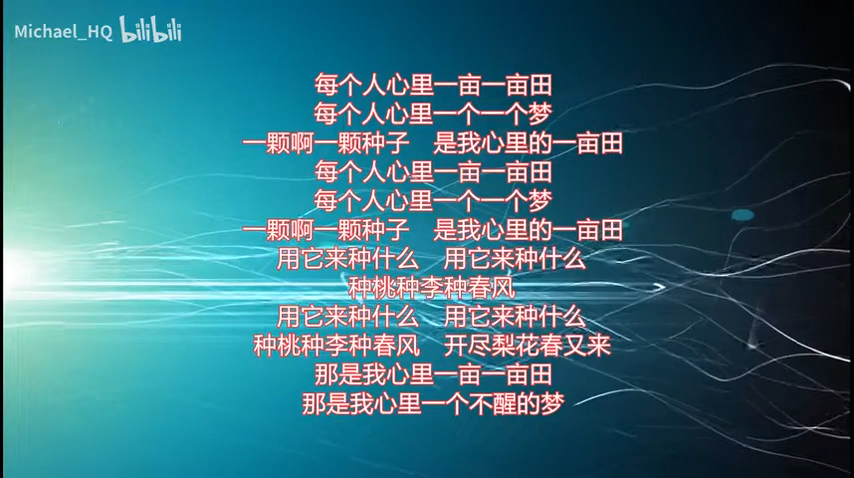 Michael_HQ bilibili
每个人心里一亩一亩田
每个人心里一个一个梦
一颗啊一颗种子 是我心里的一亩田
每个人心里一亩一亩田
每个人心里一个一个梦
一颗啊一颗种子 是我心里的一亩田
用它来种什么 用它来种什么
种桃种李种春风
用它来种什么 用它来种什么
种桃种李种春风 开尽梨花春又来
那是我心里一亩一亩田
那是我心里一个不醒的梦